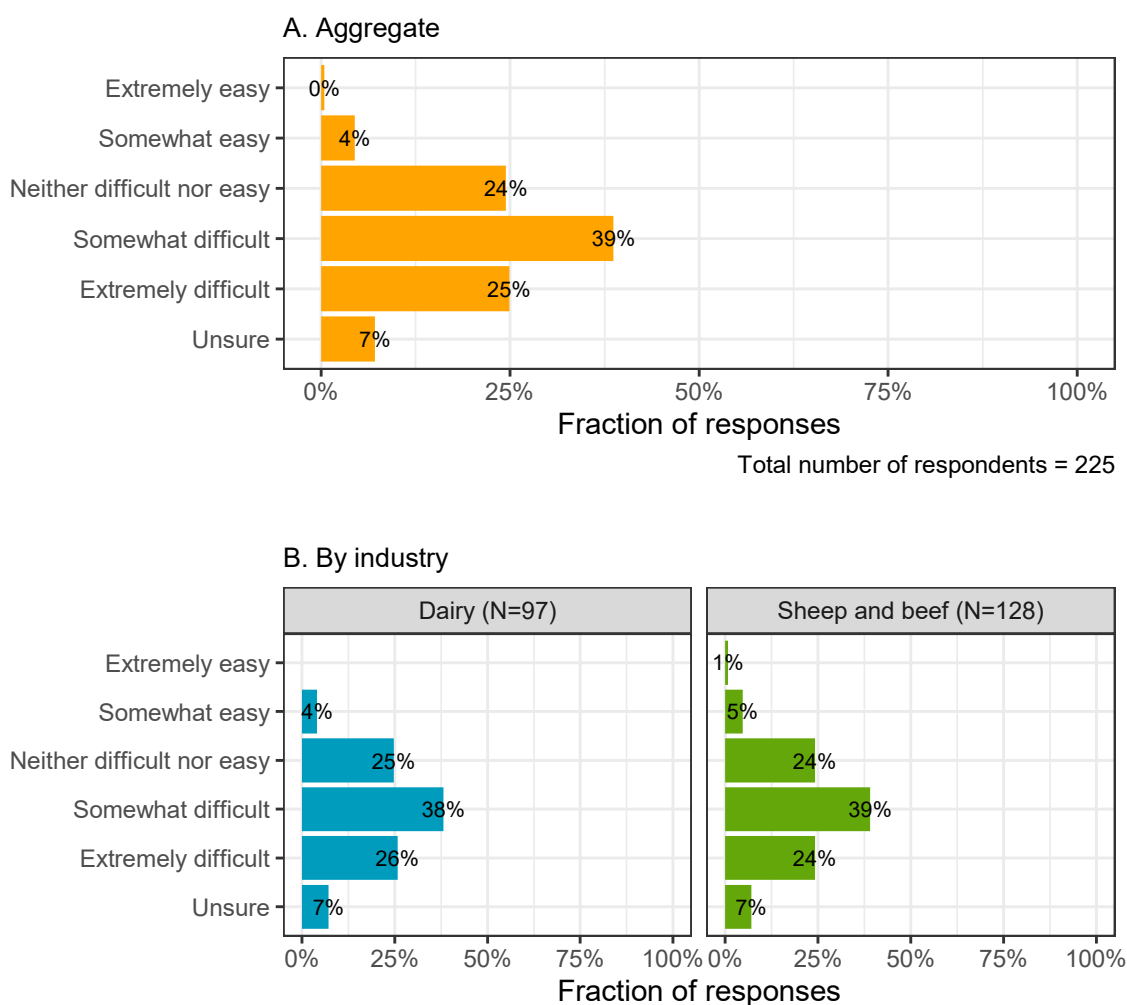 A. Aggregate
Extremely easy 0%
Somewhat easy 4%
Neither difficult nor easy 24%
Somewhat difficult 39%
Extremely difficult 25%
Unsure 7%
0% 25% 50% 75% 100%
Fraction of responses
Total number of respondents = 225
B. By industry
Dairy (N=97) Sheep and beef (N=128)
Extremely easy 1%
Somewhat easy 4% 5%
Neither difficult nor easy 25% 24%
Somewhat difficult 38% 39%
Extremely difficult 26% 24%
Unsure 7% 7%
0% 25% 50% 75% 100% 0% 25% 50% 75% 100%
Fraction of responses